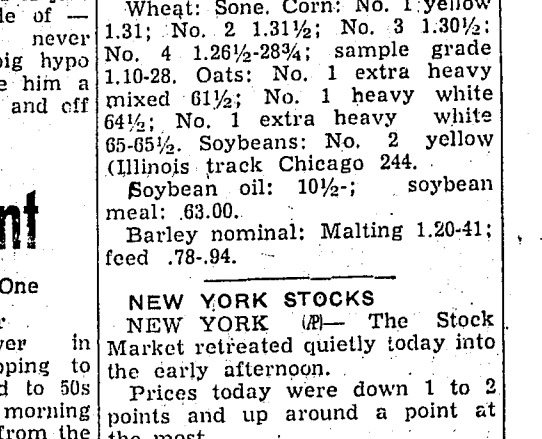 de of —
never
big hypo
e him a
and off
nt
One
r
ver in
pping to
d to 50s
morning
from the
Wheat: Sone. Corn: No. 1 yellow
1.31; No. 2 1.31½; No. 3 1.30½;
No. 4 1.26½-28¾; sample grade
1.10-28. Oats: No. 1 extra heavy
mixed 61½; No. 1 heavy white
64½; No. 1 extra heavy white
65-65½. Soybeans: No. 2 yellow
(Illinois track Chicago 244.
Soybean oil: 10½-; soybean
meal: .63.00.
Barley nominal: Malting 1.20-41;
feed .78-.94.
NEW YORK STOCKS
NEW YORK (AP)— The Stock
Market retreated quietly today into
the early afternoon.
Prices today were down 1 to 2
points and up around a point at
the most